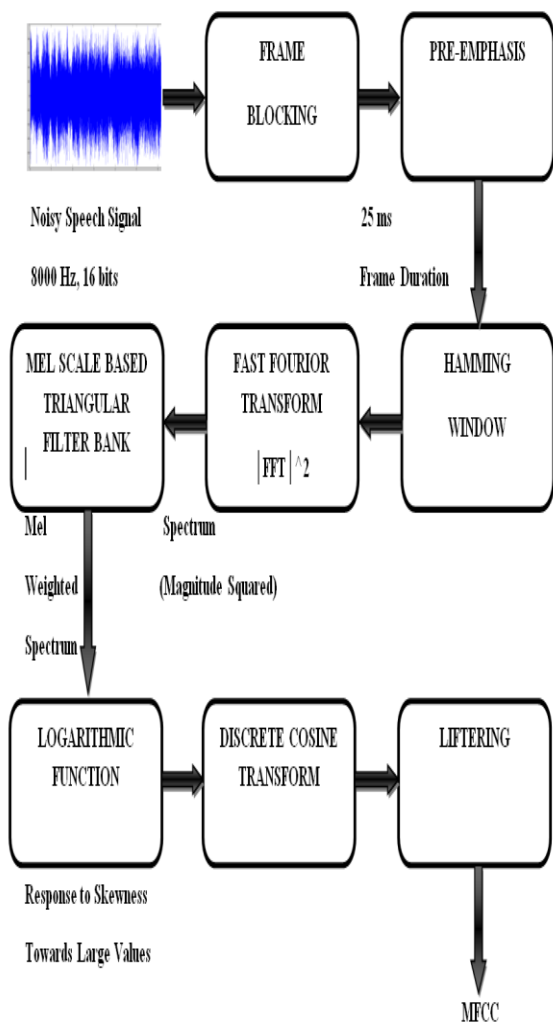 FRAME
BLOCKING
PRE-EMPHASIS
Noisy Speech Signal
8000 Hz, 16 bits
25 ms
Frame Duration
HAMMING
WINDOW
FAST FOURIOR
TRANSFORM
|FFT|^2
MEL SCALE BASED
TRIANGULAR
FILTER BANK
Spectrum
(Magnitude Squared)
Mel
Weighted
Spectrum
LOGARITHMIC
FUNCTION
Response to Skewness
Towards Large Values
DISCRETE COSINE
TRANSFORM
LIFTERING
MFCC